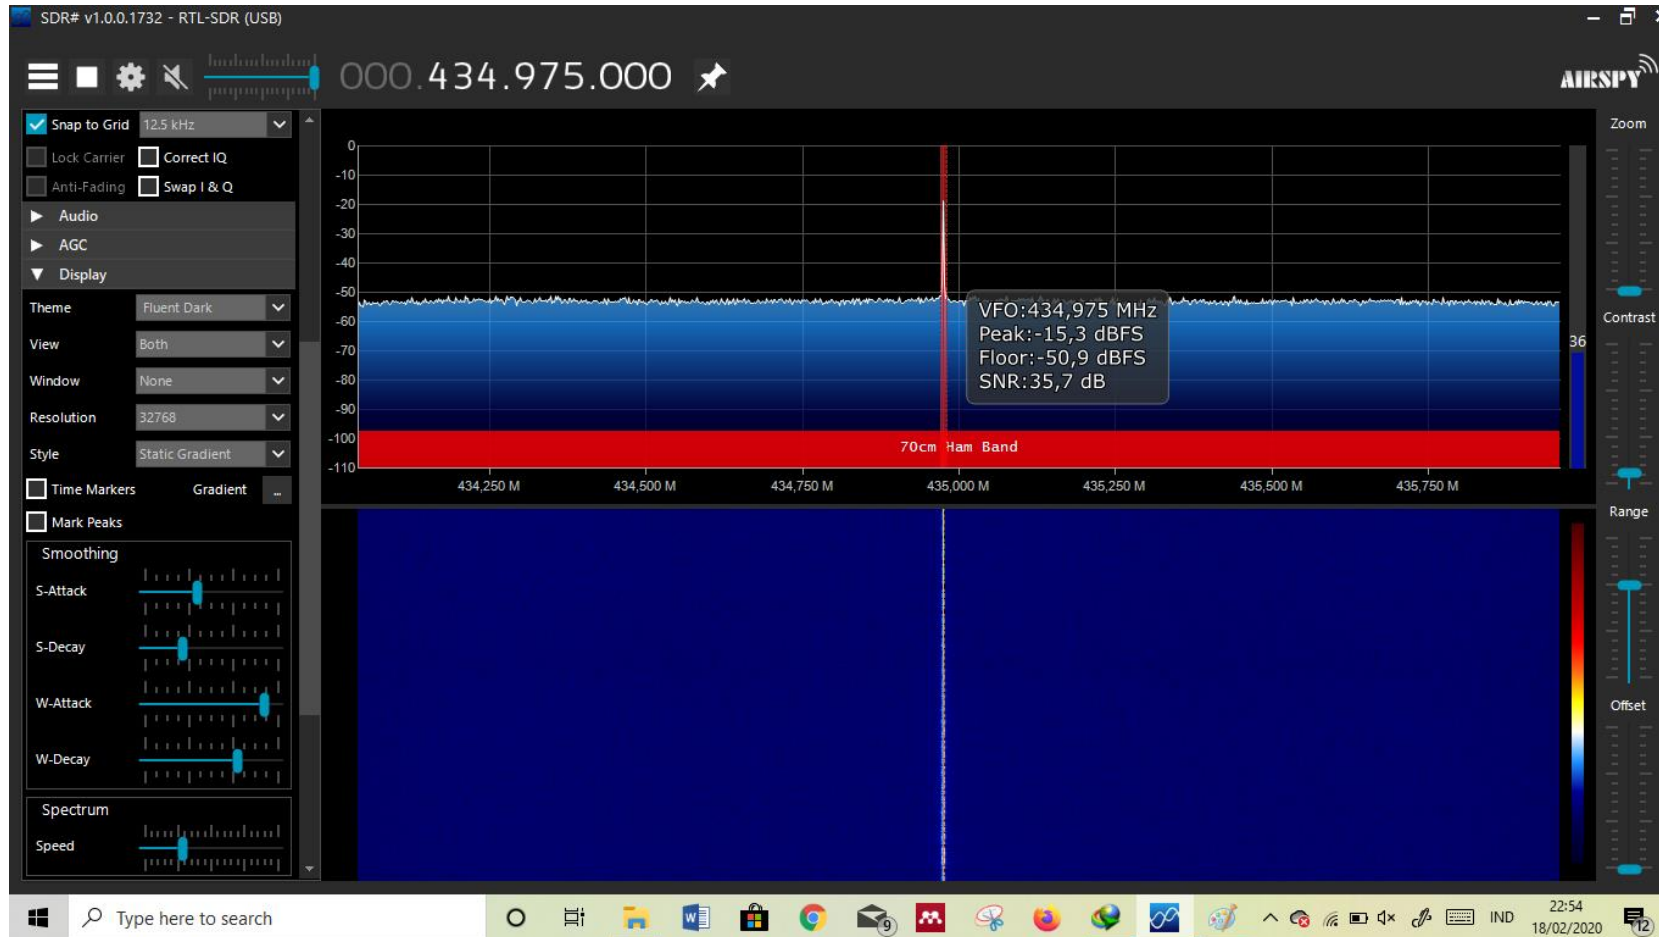 SDR# v1.0.0.1732 - RTL-SDR (USB)
000.434.975.000
AIRSPY
Snap to Grid 12.5 kHz
Lock Carrier Correct IQ
Anti-Fading Swap I & Q
Audio
AGC
Display
Theme Fluent Dark
View Both
Window None
Resolution 32768
Style Static Gradient
Time Markers Gradient ...
Mark Peaks
Smoothing
S-Attack
S-Decay
W-Attack
W-Decay
Spectrum
Speed
0
-10
-20
-30
-40
-50
-60
-70
-80
-90
-100
-110
VFO:434,975 MHz
Peak:-15,3 dBFS
Floor:-50,9 dBFS
SNR:35,7 dB
70cm Ham Band
434,250 M 434,500 M 434,750 M 435,000 M 435,250 M 435,500 M 435,750 M
36
Zoom
Contrast
Range
Offset
Type here to search
9
IND
22:54
18/02/2020
12